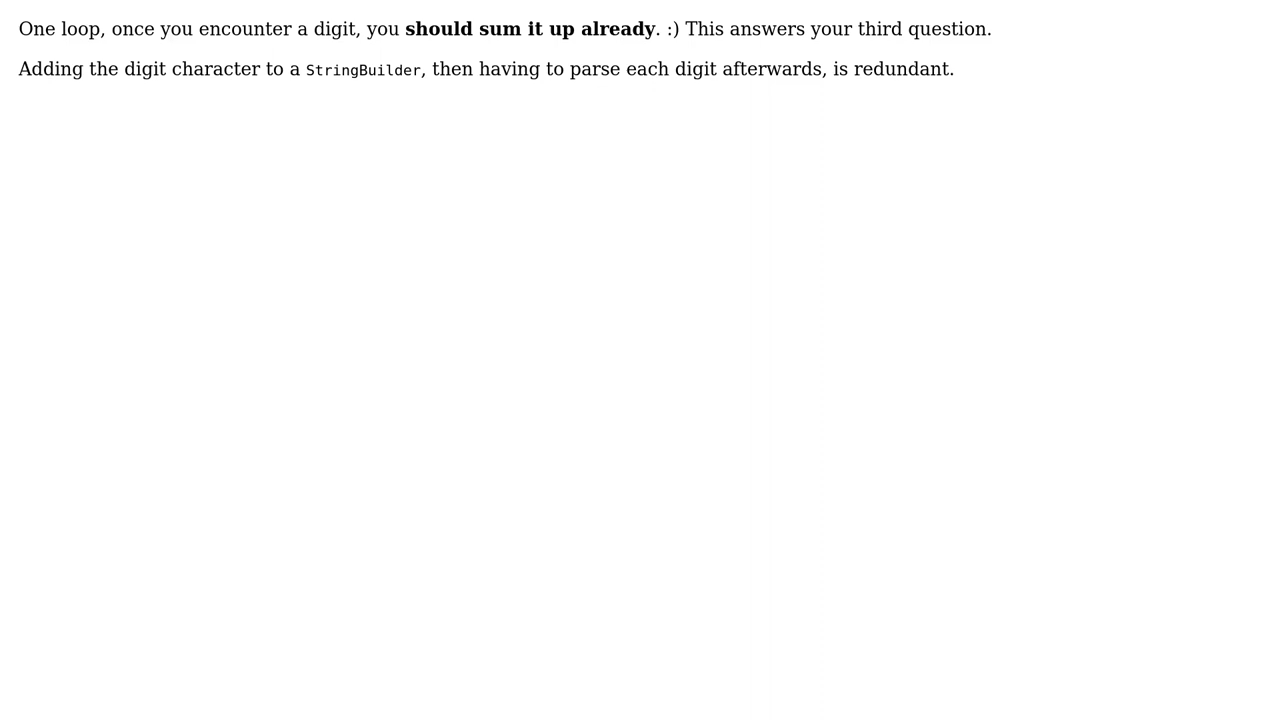 One loop, once you encounter a digit, you should sum it up already. :) This answers your third question.
Adding the digit character to a StringBuilder, then having to parse each digit afterwards, is redundant.